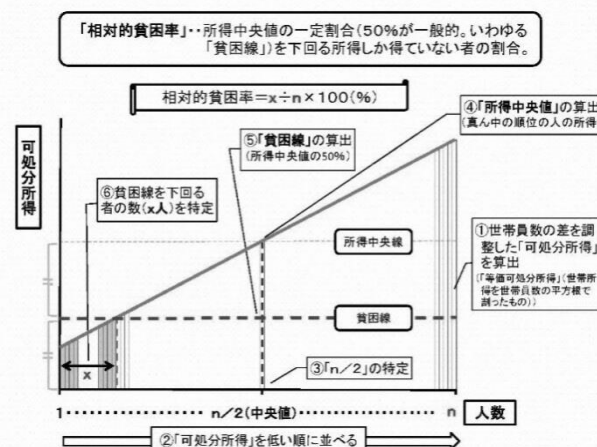 「相対的貧困率」‥所得中央値の一定割合(50%が一般的。いわゆる
「貧困線」)を下回る所得しか得ていない者の割合。
相対的貧困率=x÷n×100(%)
④「所得中央値」の算出
(真ん中の順位の人の所得)
可処分所得
⑤「貧困線」の算出
(所得中央値の50%)
⑥貧困線を下回る
者の数(x人)を特定
所得中央線
①世帯員数の差を調
整した「可処分所得」
を算出
(「等価可処分所得」(世帯所
得を世帯員数の平方根で
割ったもの))
貧困線
x
③「n/2」の特定
1 n/2(中央値) n 人数
②「可処分所得」を低い順に並べる